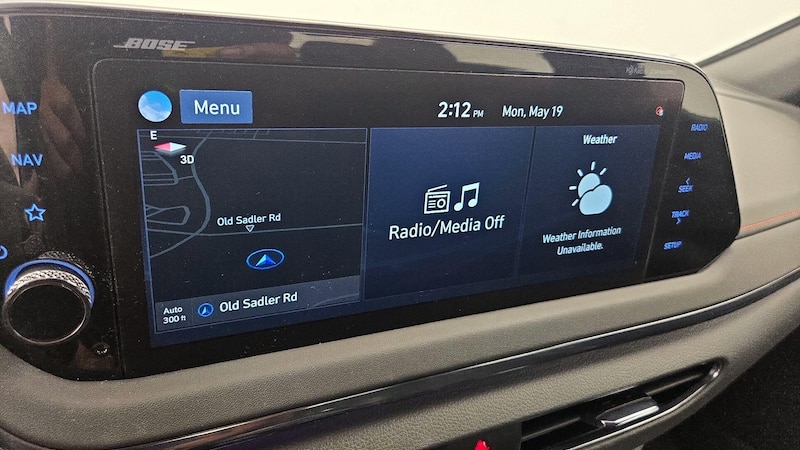 BOSE
MAP
NAV
Menu
2:12 PM
Mon, May 19
E
3D
Old Sadler Rd
Auto
300 ft
Old Sadler Rd
Radio/Media Off
Weather
Weather Information
Unavailable.
RADIO
MEDIA
SEEK
TRACK
SETUP